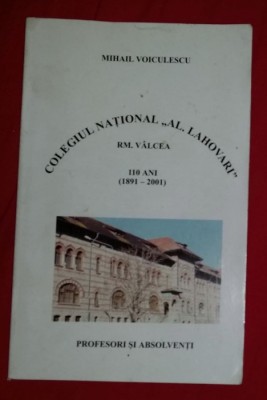 MIHAIL VOICULESCU
COLEGIUL NAȚIONAL „AL. LAHOVARI”
RM. VÂLCEA
110 ANI
(1891 – 2001)
PROFESORI ȘI ABSOLVENȚI